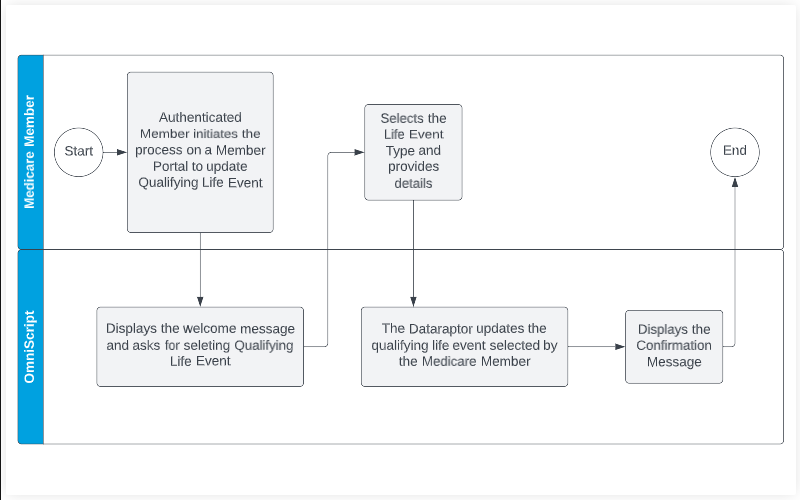 Medicare Member
Start
Authenticated
Member initiates the
process on a Member
Portal to update
Qualifying Life Event
Selects the
Life Event
Type and
provides
details
End
OmniScript
Displays the welcome message
and asks for seleting Qualifying
Life Event
The Dataraptor updates the
qualifying life event selected by
the Medicare Member
Displays the
Confirmation
Message